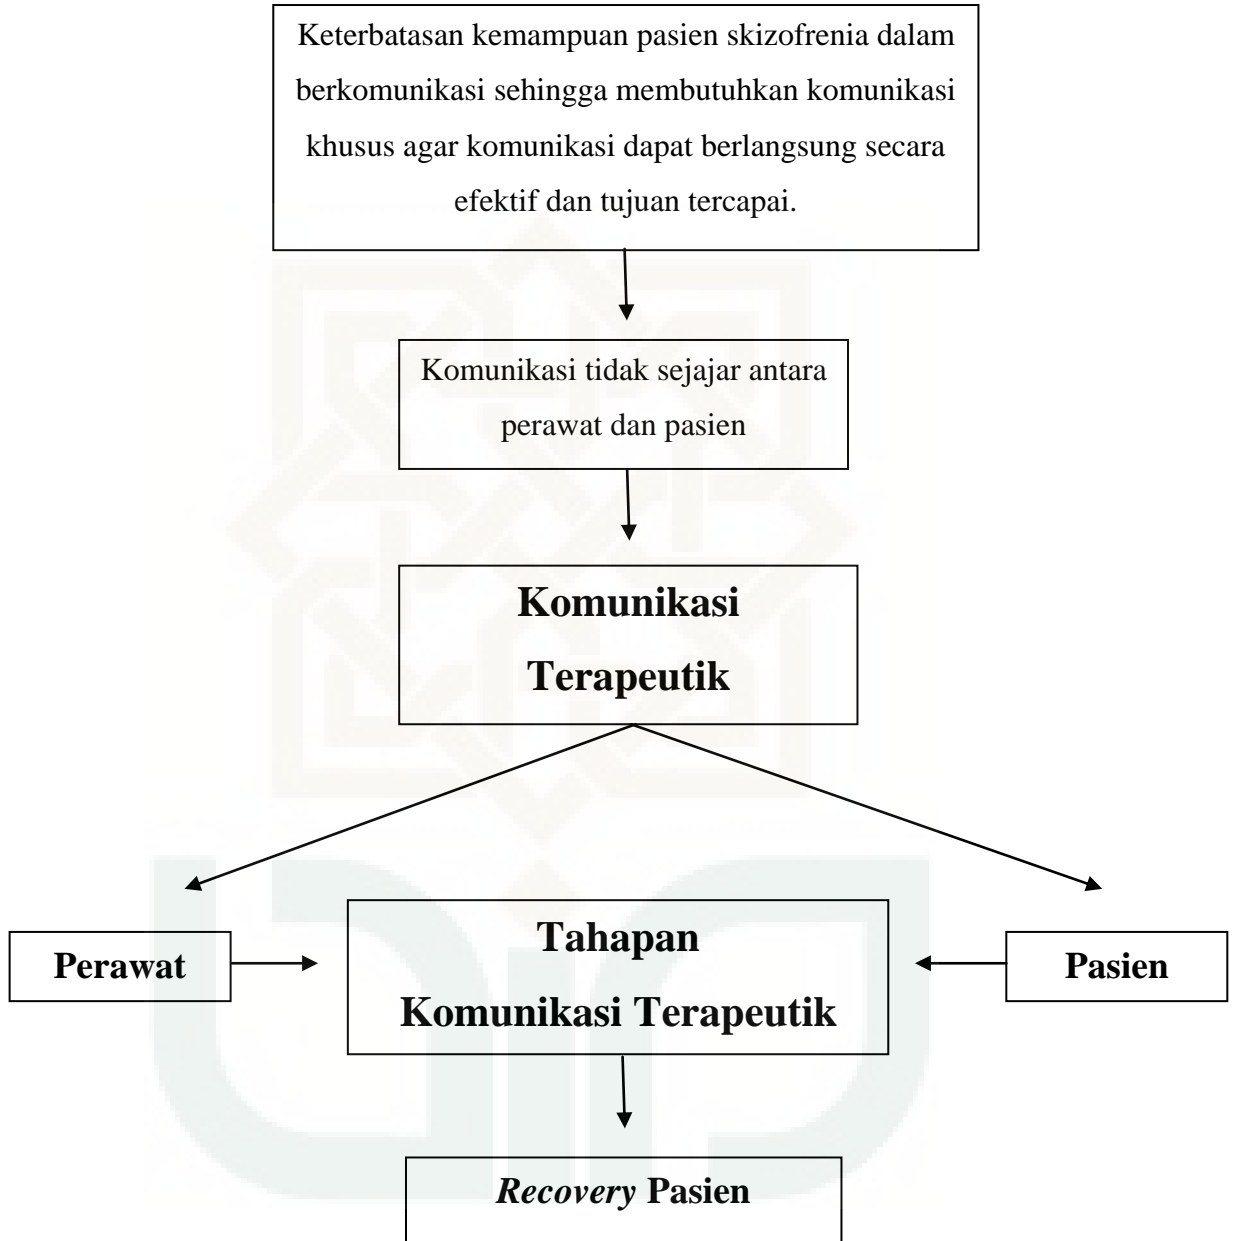 Keterbatasan kemampuan pasien skizofrenia dalam
berkomunikasi sehingga membutuhkan komunikasi
khusus agar komunikasi dapat berlangsung secara
efektif dan tujuan tercapai.
Komunikasi tidak sejajar antara
perawat dan pasien
Komunikasi
Terapeutik
Perawat
Tahapan
Komunikasi Terapeutik
Pasien
Recovery Pasien